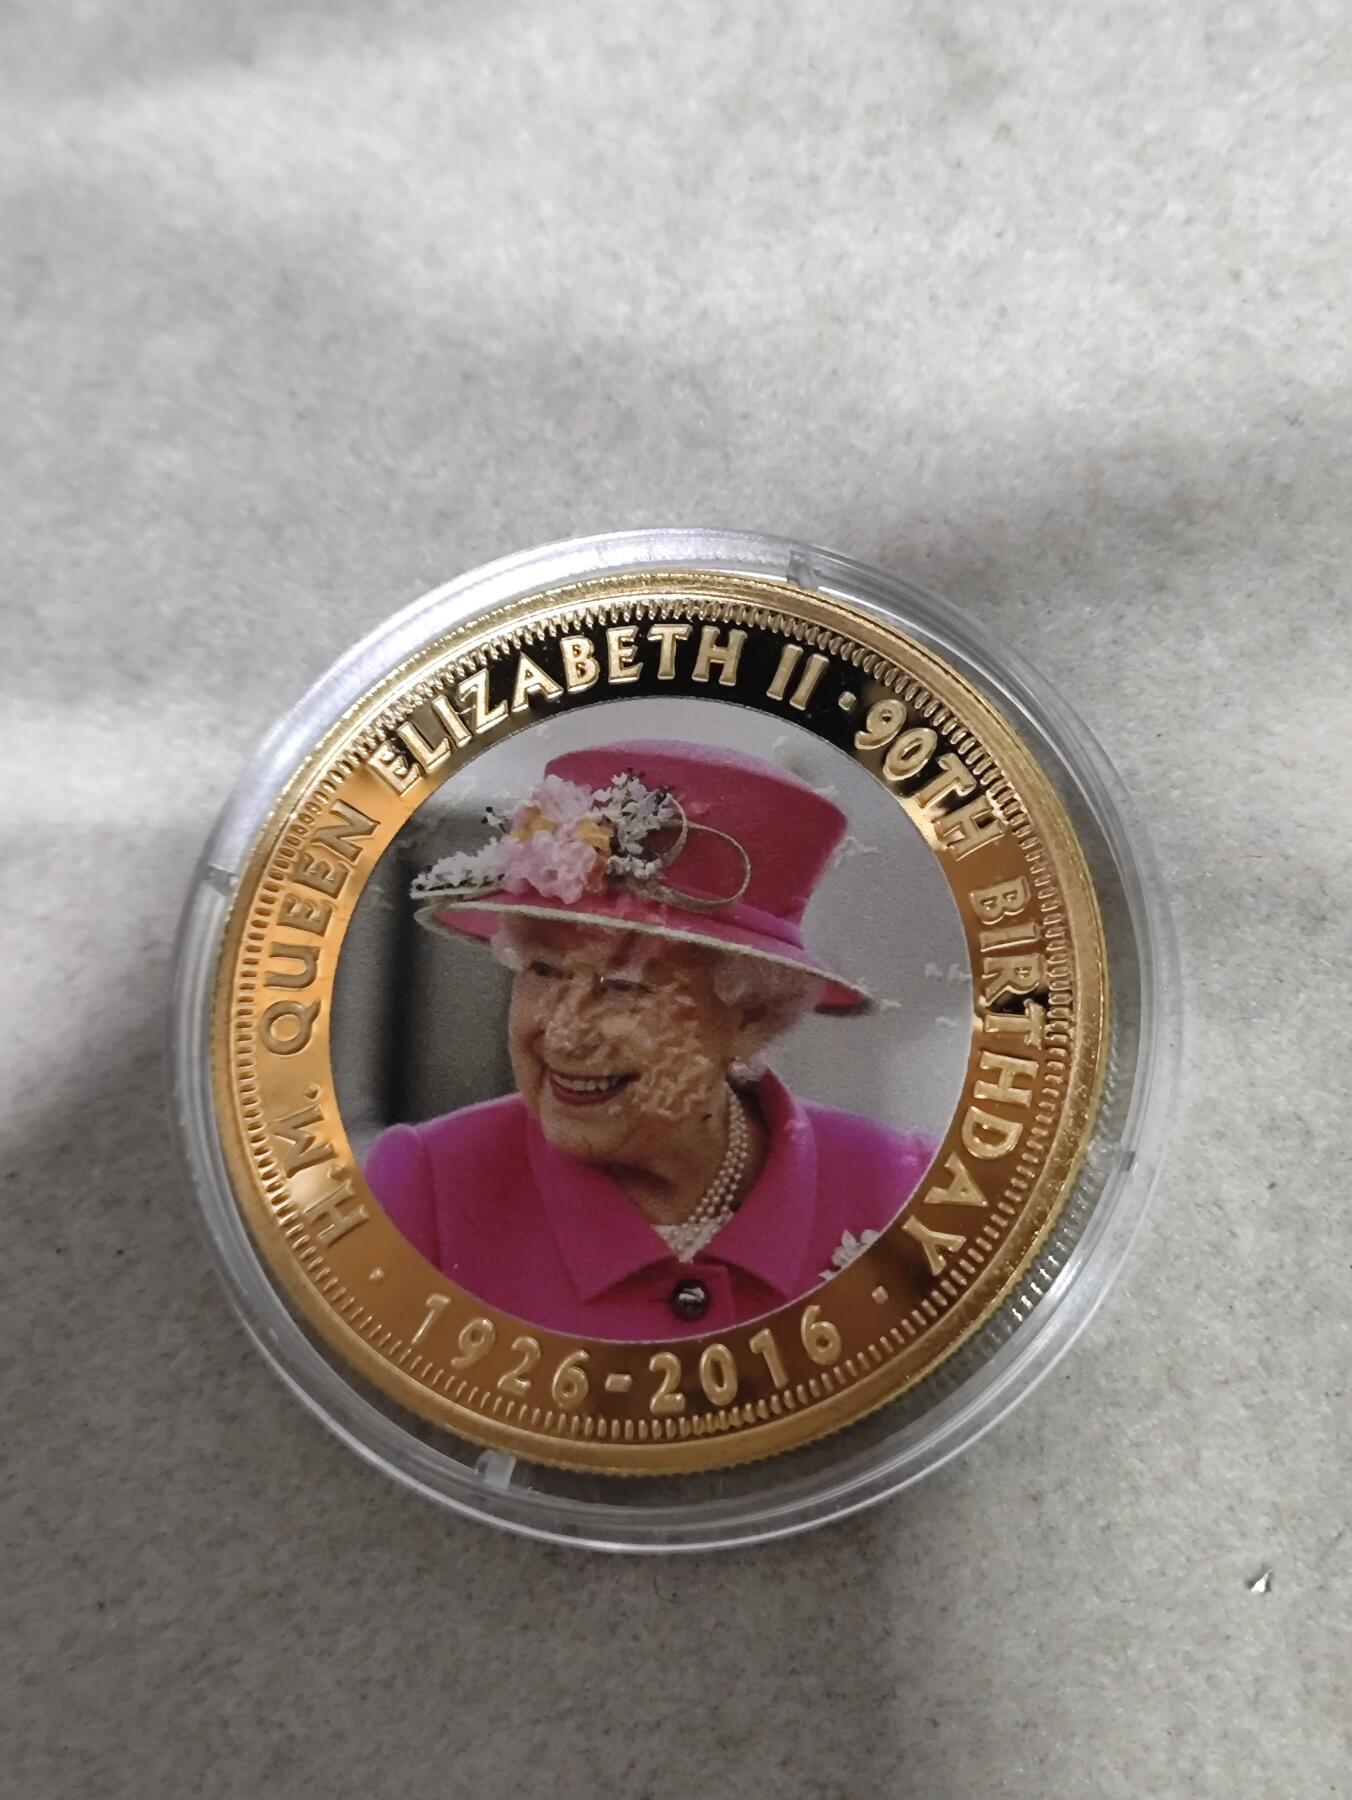 H.M. QUEEN ELIZABETH II · 90TH BIRTHDAY
· 1926-2016 ·